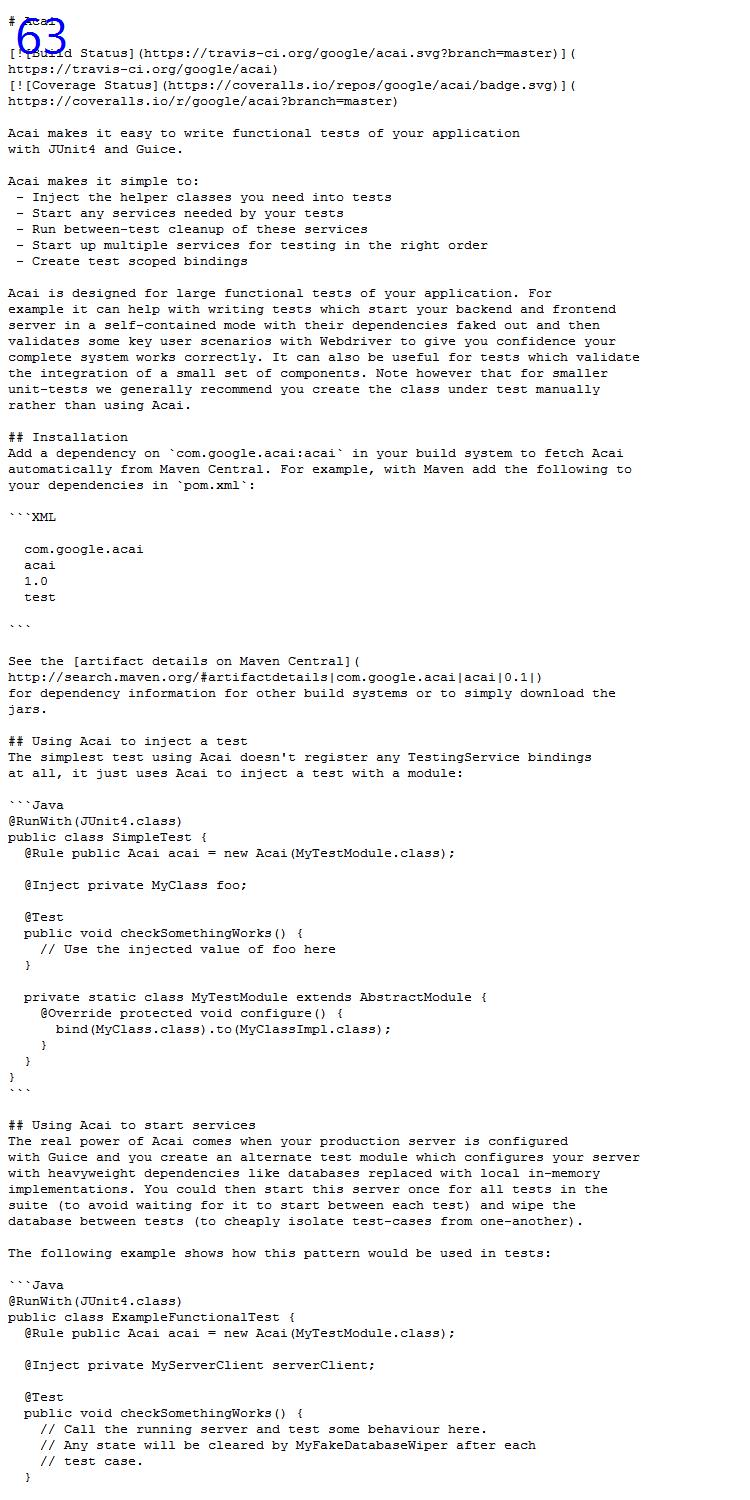 # Acai
63
[![Build Status](https://travis-ci.org/google/acai.svg?branch=master)](
https://travis-ci.org/google/acai)
[![Coverage Status](https://coveralls.io/repos/google/acai/badge.svg)](
https://coveralls.io/r/google/acai?branch=master)

Acai makes it easy to write functional tests of your application
with JUnit4 and Guice.

Acai makes it simple to:
 - Inject the helper classes you need into tests
 - Start any services needed by your tests
 - Run between-test cleanup of these services
 - Start up multiple services for testing in the right order
 - Create test scoped bindings

Acai is designed for large functional tests of your application. For
example it can help with writing tests which start your backend and frontend
server in a self-contained mode with their dependencies faked out and then
validates some key user scenarios with Webdriver to give you confidence your
complete system works correctly. It can also be useful for tests which validate
the integration of a small set of components. Note however that for smaller
unit-tests we generally recommend you create the class under test manually
rather than using Acai.

## Installation
Add a dependency on `com.google.acai:acai` in your build system to fetch Acai
automatically from Maven Central. For example, with Maven add the following to
your dependencies in `pom.xml`:

```XML

  com.google.acai
  acai
  1.0
  test

```

See the [artifact details on Maven Central](
http://search.maven.org/#artifactdetails|com.google.acai|acai|0.1|)
for dependency information for other build systems or to simply download the
jars.

## Using Acai to inject a test
The simplest test using Acai doesn't register any TestingService bindings
at all, it just uses Acai to inject a test with a module:

```Java
@RunWith(JUnit4.class)
public class SimpleTest {
  @Rule public Acai acai = new Acai(MyTestModule.class);

  @Inject private MyClass foo;

  @Test
  public void checkSomethingWorks() {
    // Use the injected value of foo here
  }

  private static class MyTestModule extends AbstractModule {
    @Override protected void configure() {
      bind(MyClass.class).to(MyClassImpl.class);
    }
  }
}
```

## Using Acai to start services
The real power of Acai comes when your production server is configured
with Guice and you create an alternate test module which configures your server
with heavyweight dependencies like databases replaced with local in-memory
implementations. You could then start this server once for all tests in the
suite (to avoid waiting for it to start between each test) and wipe the
database between tests (to cheaply isolate test-cases from one-another).

The following example shows how this pattern would be used in tests:

```Java
@RunWith(JUnit4.class)
public class ExampleFunctionalTest {
  @Rule public Acai acai = new Acai(MyTestModule.class);

  @Inject private MyServerClient serverClient;

  @Test
  public void checkSomethingWorks() {
    // Call the running server and test some behaviour here.
    // Any state will be cleared by MyFakeDatabaseWiper after each
    // test case.
  }